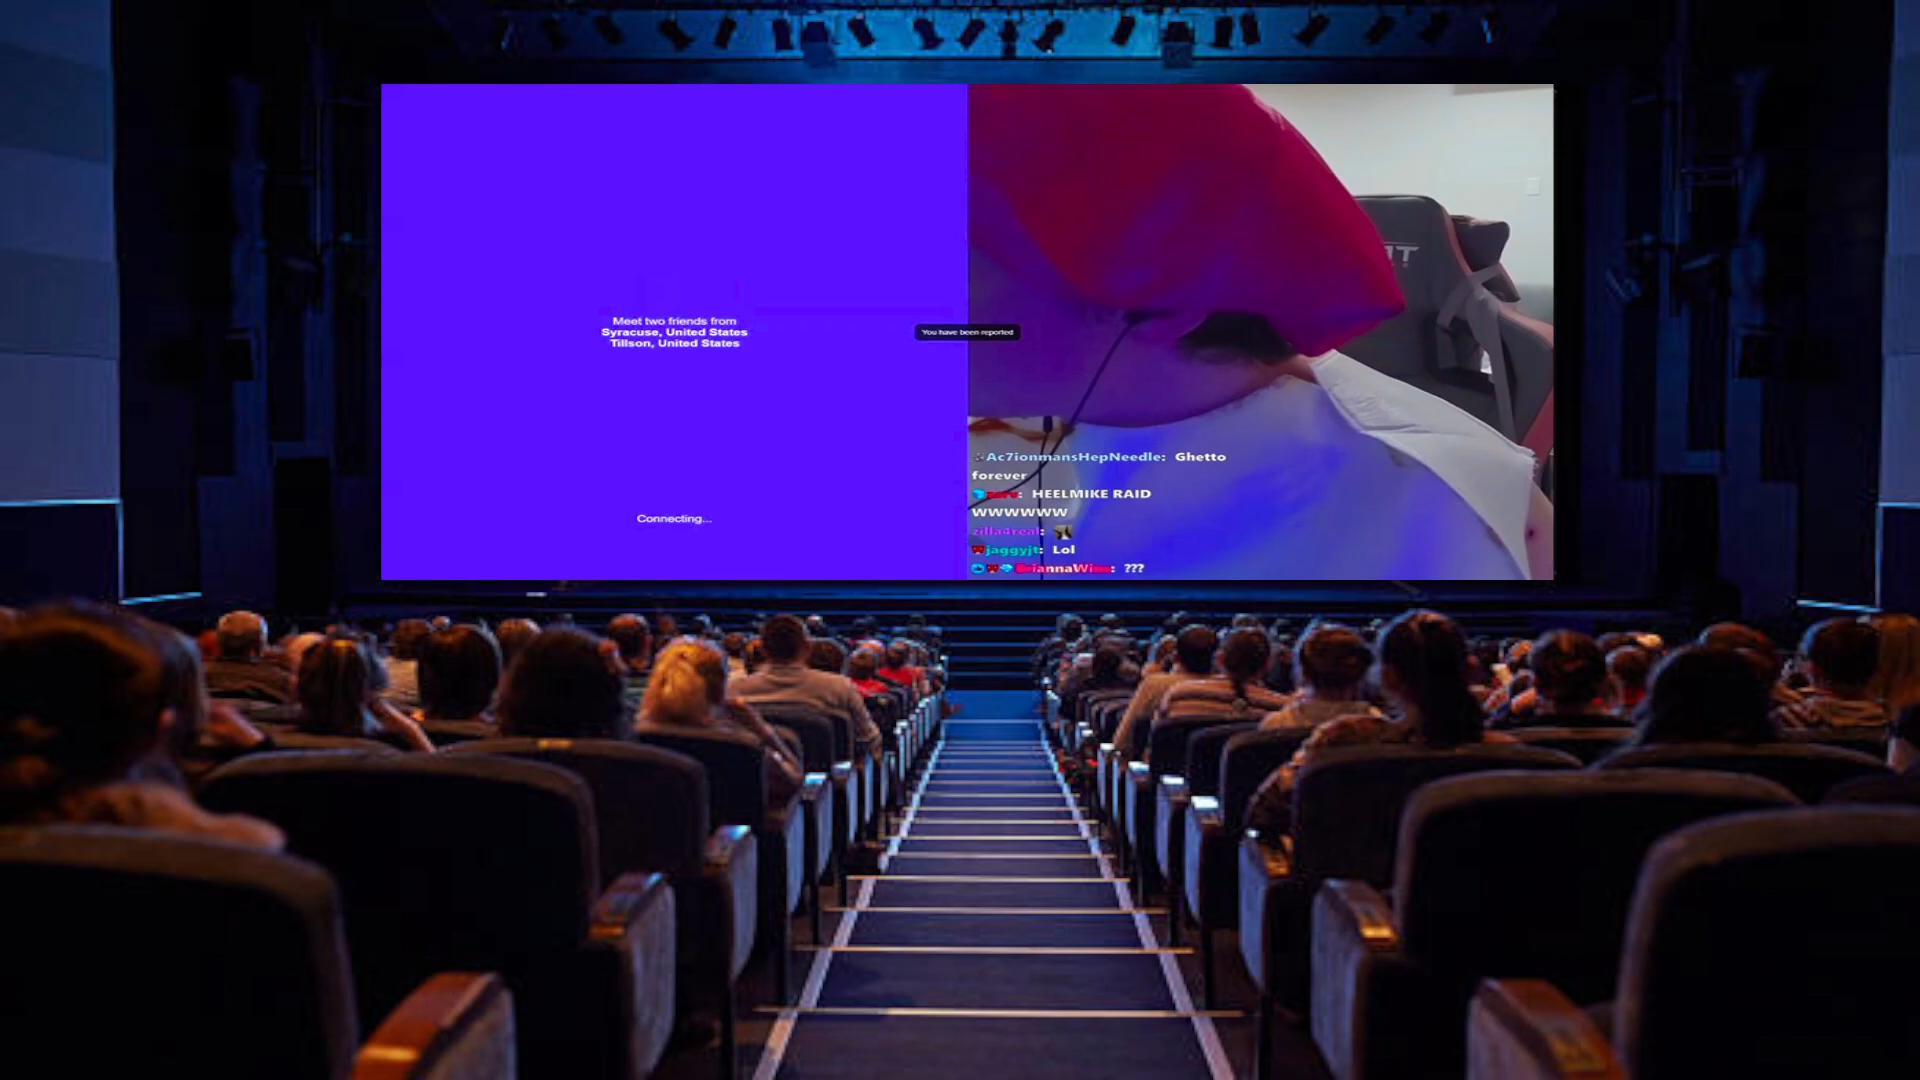 Meet two friends from
Syracuse, United States
Tillson, United States
You have been reported
Connecting...
Ac7ionmansHepNeedle: Ghetto
forever
HEELMIKE RAID
WWWWWW
zilla4real:
jaggyjt: Lol
: ???